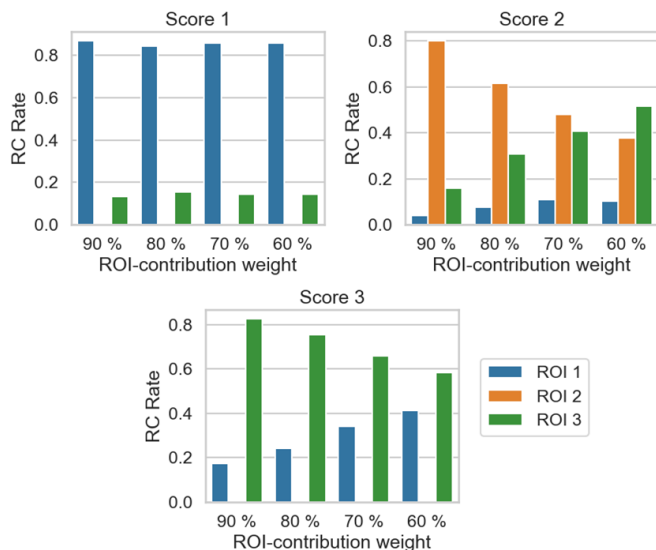 Score 1
RC Rate
0.8
0.6
0.4
0.2
0.0
90 % 80 % 70 % 60 %
ROI-contribution weight
Score 2
RC Rate
0.8
0.6
0.4
0.2
0.0
90 % 80 % 70 % 60 %
ROI-contribution weight
Score 3
RC Rate
0.8
0.6
0.4
0.2
0.0
90 % 80 % 70 % 60 %
ROI-contribution weight
ROI 1
ROI 2
ROI 3